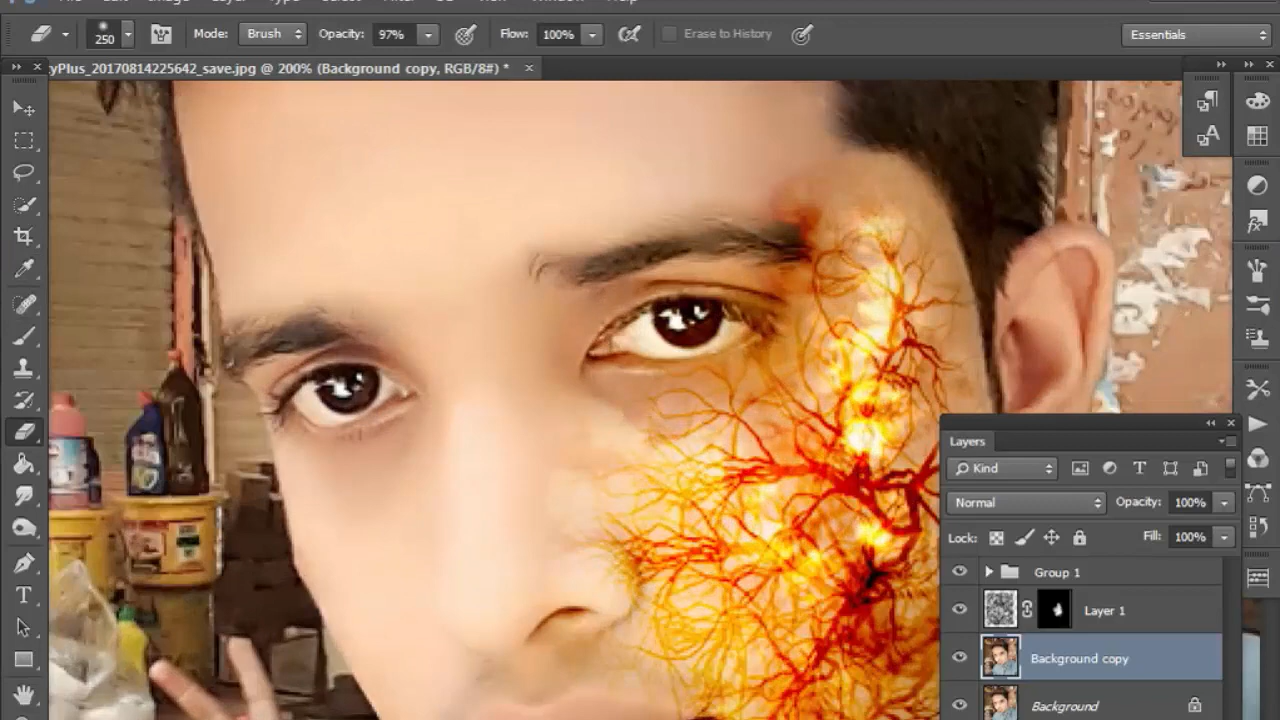 250 Mode: Brush Opacity: 97% Flow: 100% Erase to History Essentials
yPlus_20170814225642_save.jpg @ 200% (Background copy, RGB/8#) *
Layers
Kind
Normal Opacity: 100%
Lock: Fill: 100%
Group 1
Layer 1
Background copy
Background